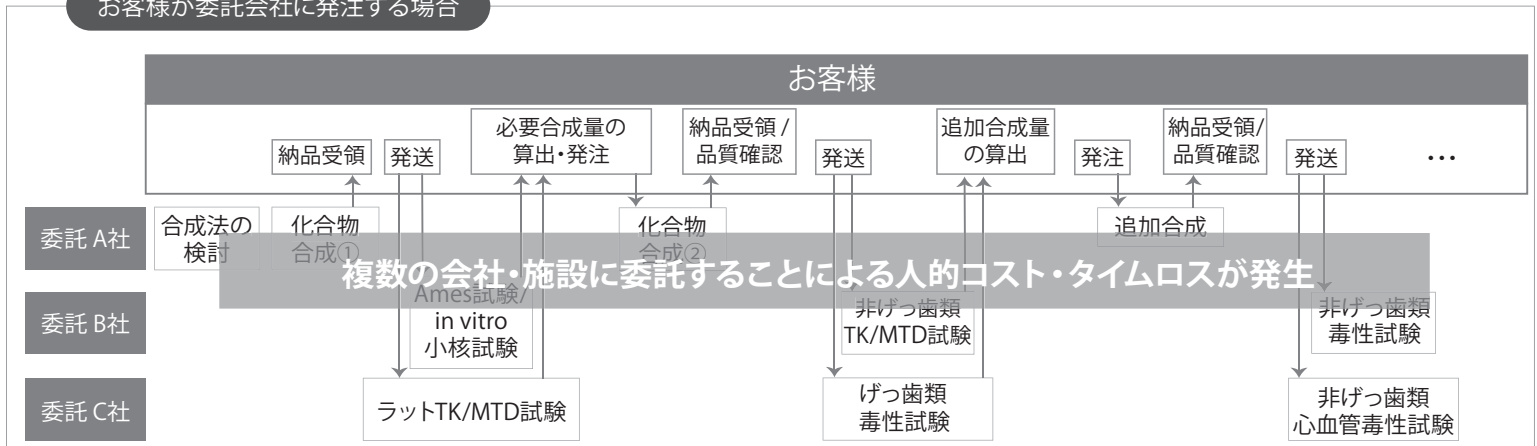 お客様が委託会社に発注する場合
お客様
納品受領
発送
必要合成量の
算出・発注
納品受領 /
品質確認
発送
追加合成量
の算出
発注
納品受領/
品質確認
発送
…
委託 A社
合成法の
検討
化合物
合成①
化合物
合成②
追加合成
複数の会社・施設に委託することによる人的コスト・タイムロスが発生
委託 B社
Ames試験/
in vitro
小核試験
非げっ歯類
TK/MTD試験
非げっ歯類
毒性試験
委託 C社
ラットTK/MTD試験
げっ歯類
毒性試験
非げっ歯類
心血管毒性試験